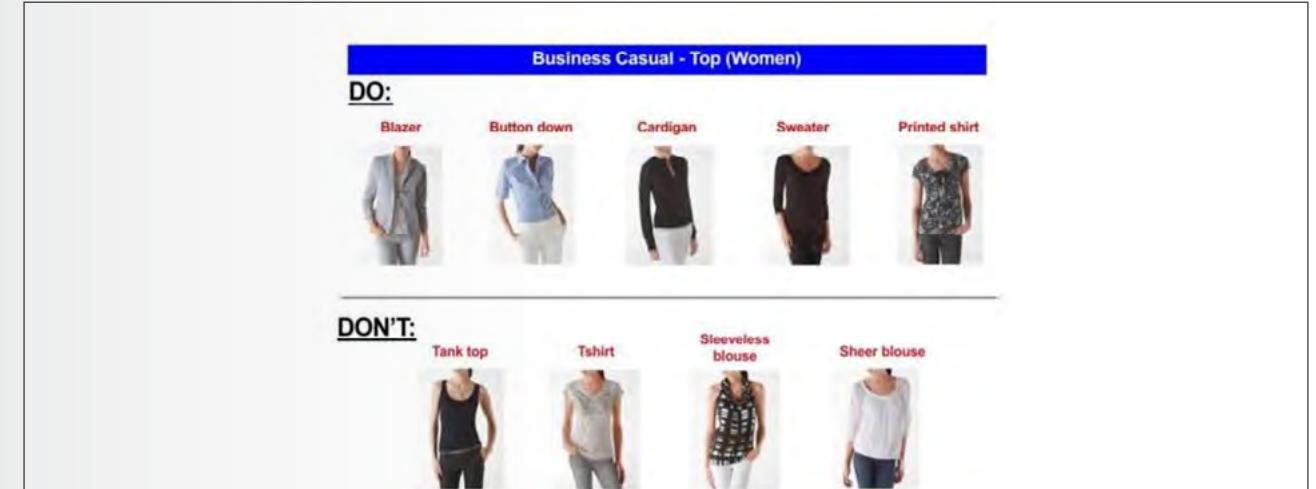 Business Casual - Top (Women)
DO:
Blazer Button down Cardigan Sweater Printed shirt
DON'T:
Tank top Tshirt Sleeveless blouse Sheer blouse